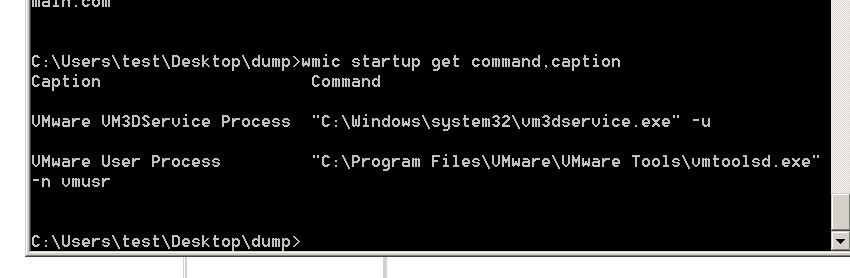 main.com
C:\Users\test\Desktop\dump>wmic startup get command,caption
Caption                    Command
VMware VM3DService Process  "C:\Windows\system32\vm3dservice.exe" -u
VMware User Process         "C:\Program Files\VMware\VMware Tools\vmtoolsd.exe"
-n vmusr
C:\Users\test\Desktop\dump>